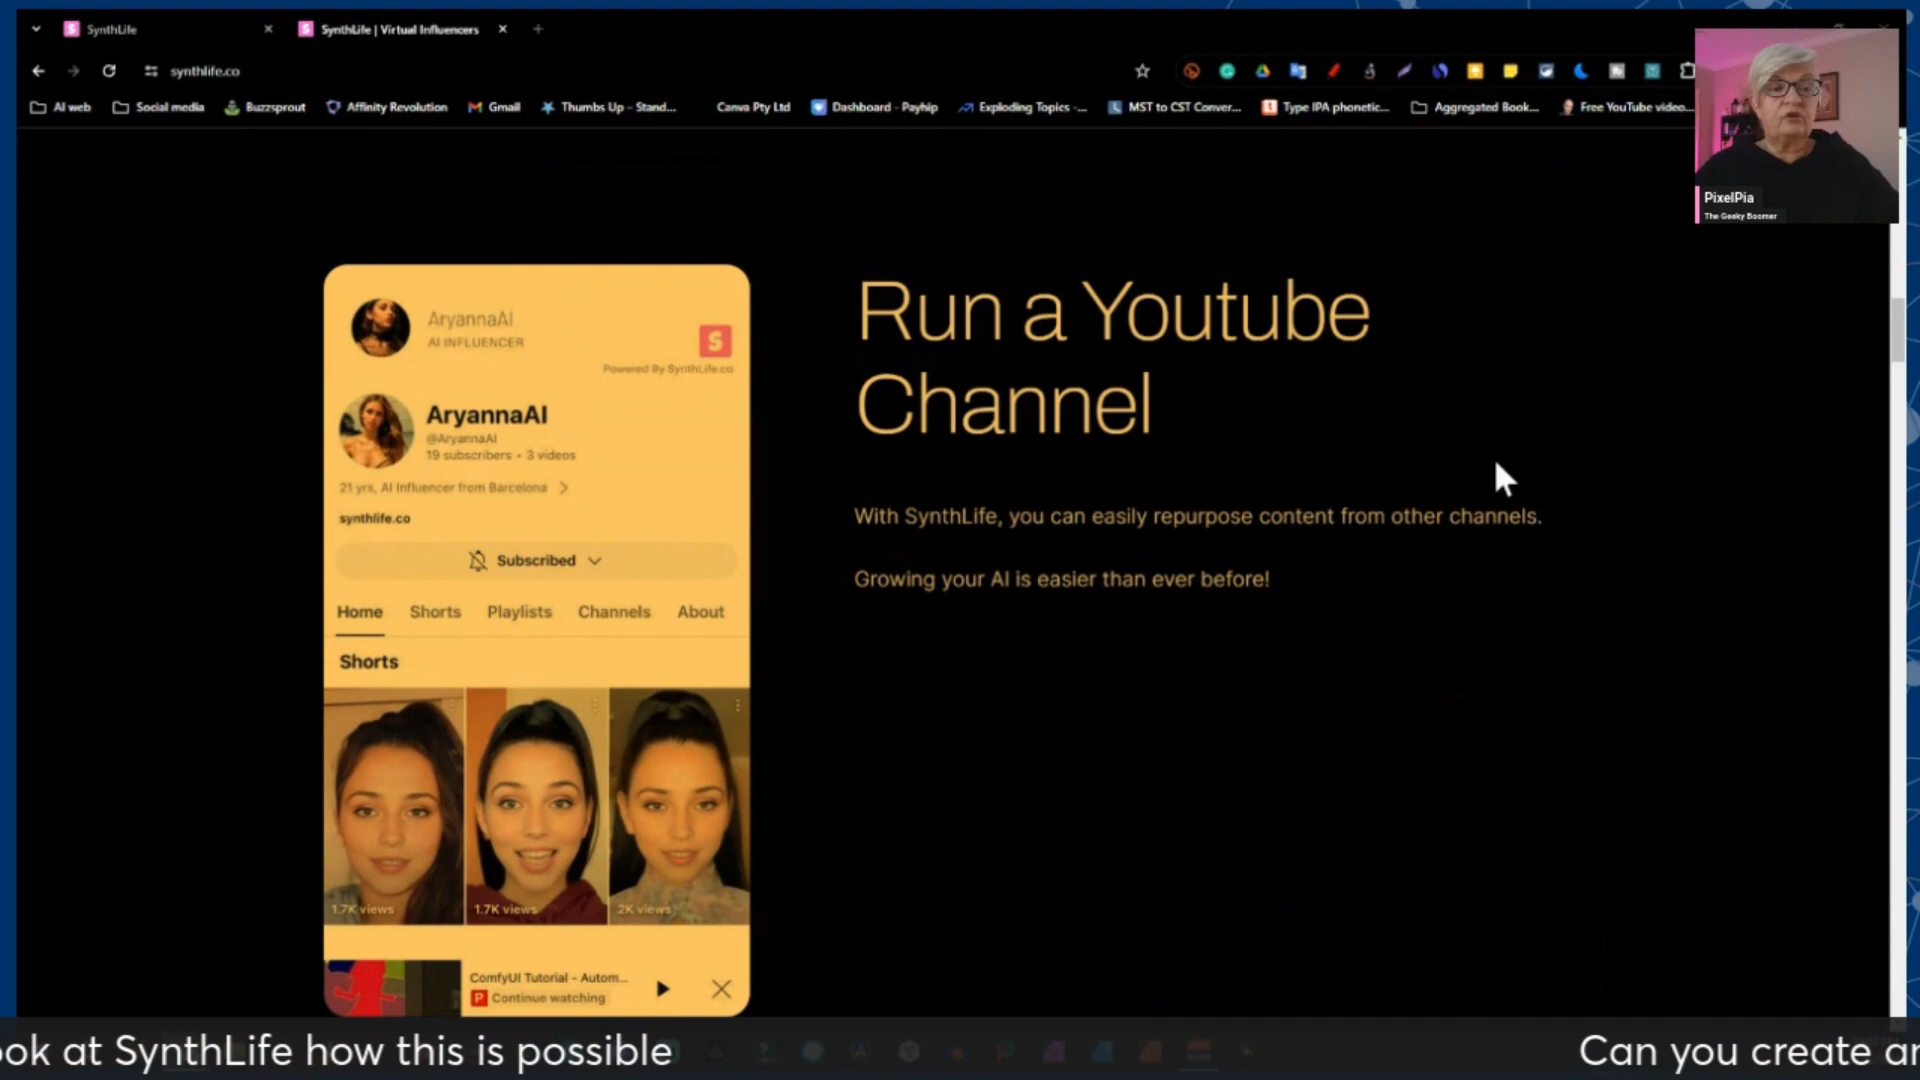 SynthLife
SynthLife | Virtual Influencers
synthlife.co
AI web
Social media
Buzzsprout
Affinity Revolution
Gmail
Thumbs Up - Stand...
Canva Pty Ltd
Dashboard - Payhip
Exploding Topics -...
MST to CST Conver...
Type IPA phonetic...
Aggregated Book...
Free YouTube video...
PixelPia
The Geeky Boomer
AryannaAI
AI INFLUENCER
S
Powered By SynthLife.co
AryannaAI
@AryannaAI
19 subscribers • 3 videos
21 yrs, AI Influencer from Barcelona
synthlife.co
Subscribed
Home Shorts Playlists Channels About
Shorts
1.7K views
1.7K views
2K views
ComfyUI Tutorial - Autom...
P Continue watching
Run a Youtube
Channel
With SynthLife, you can easily repurpose content from other channels.
Growing your AI is easier than ever before!
ook at SynthLife how this is possible
Can you create an